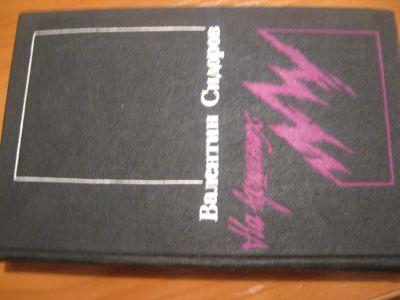 Валентин Сидоров
На вершинах